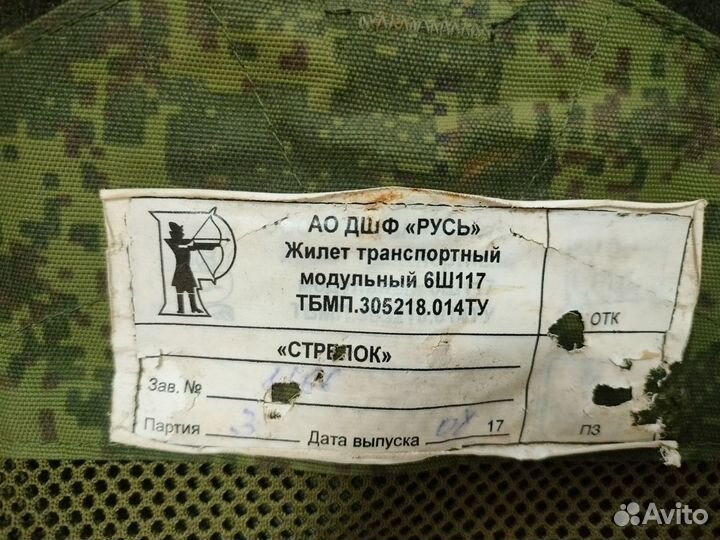 АО ДШФ «РУСЬ»
Жилет транспортный
модульный 6Ш117
ТБМП.305218.014ТУ
ОТК
«СТРЕЛОК»
Зав. №
Партия 3 Дата выпуска 17
ПЗ
Avito